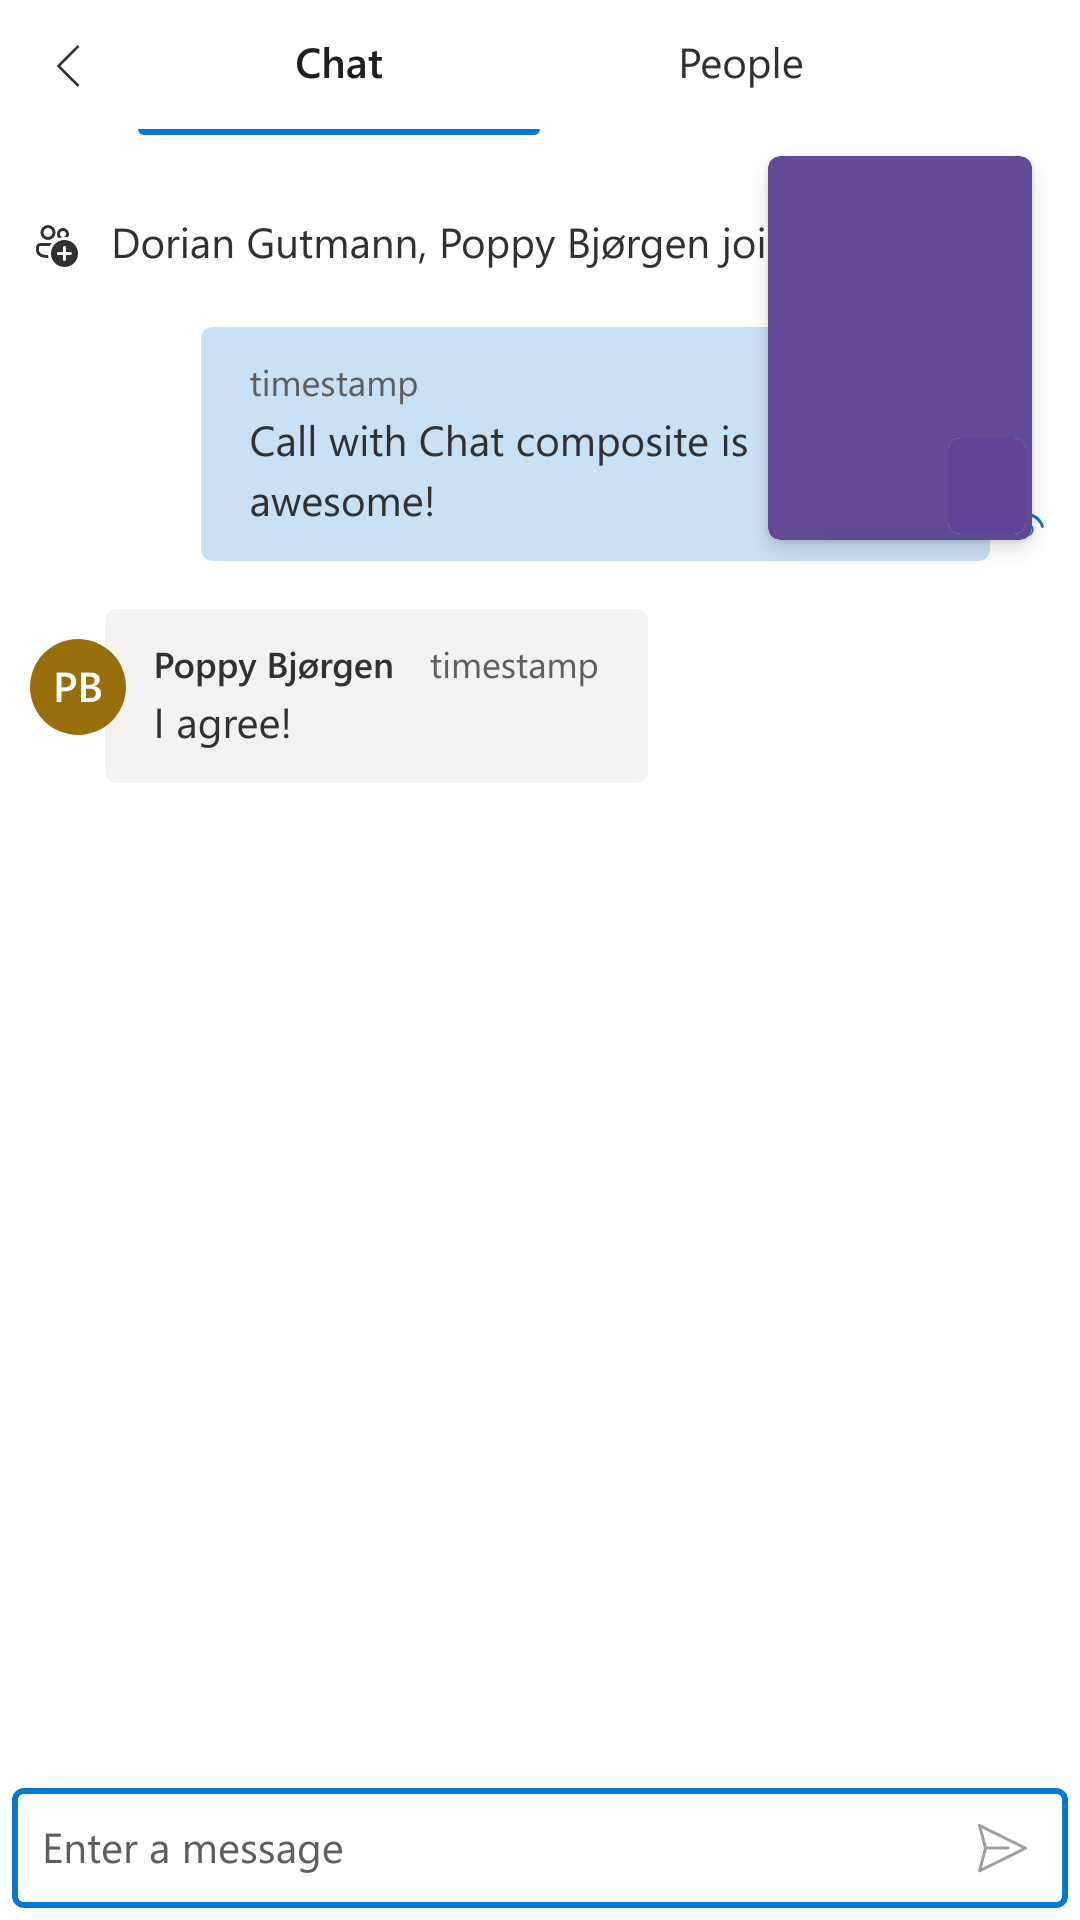 Chat People
Dorian Gutmann, Poppy Bjørgen
timestamp
Call with Chat composite is
awesome!
PB
Poppy Bjørgen timestamp
I agree!
Enter a message